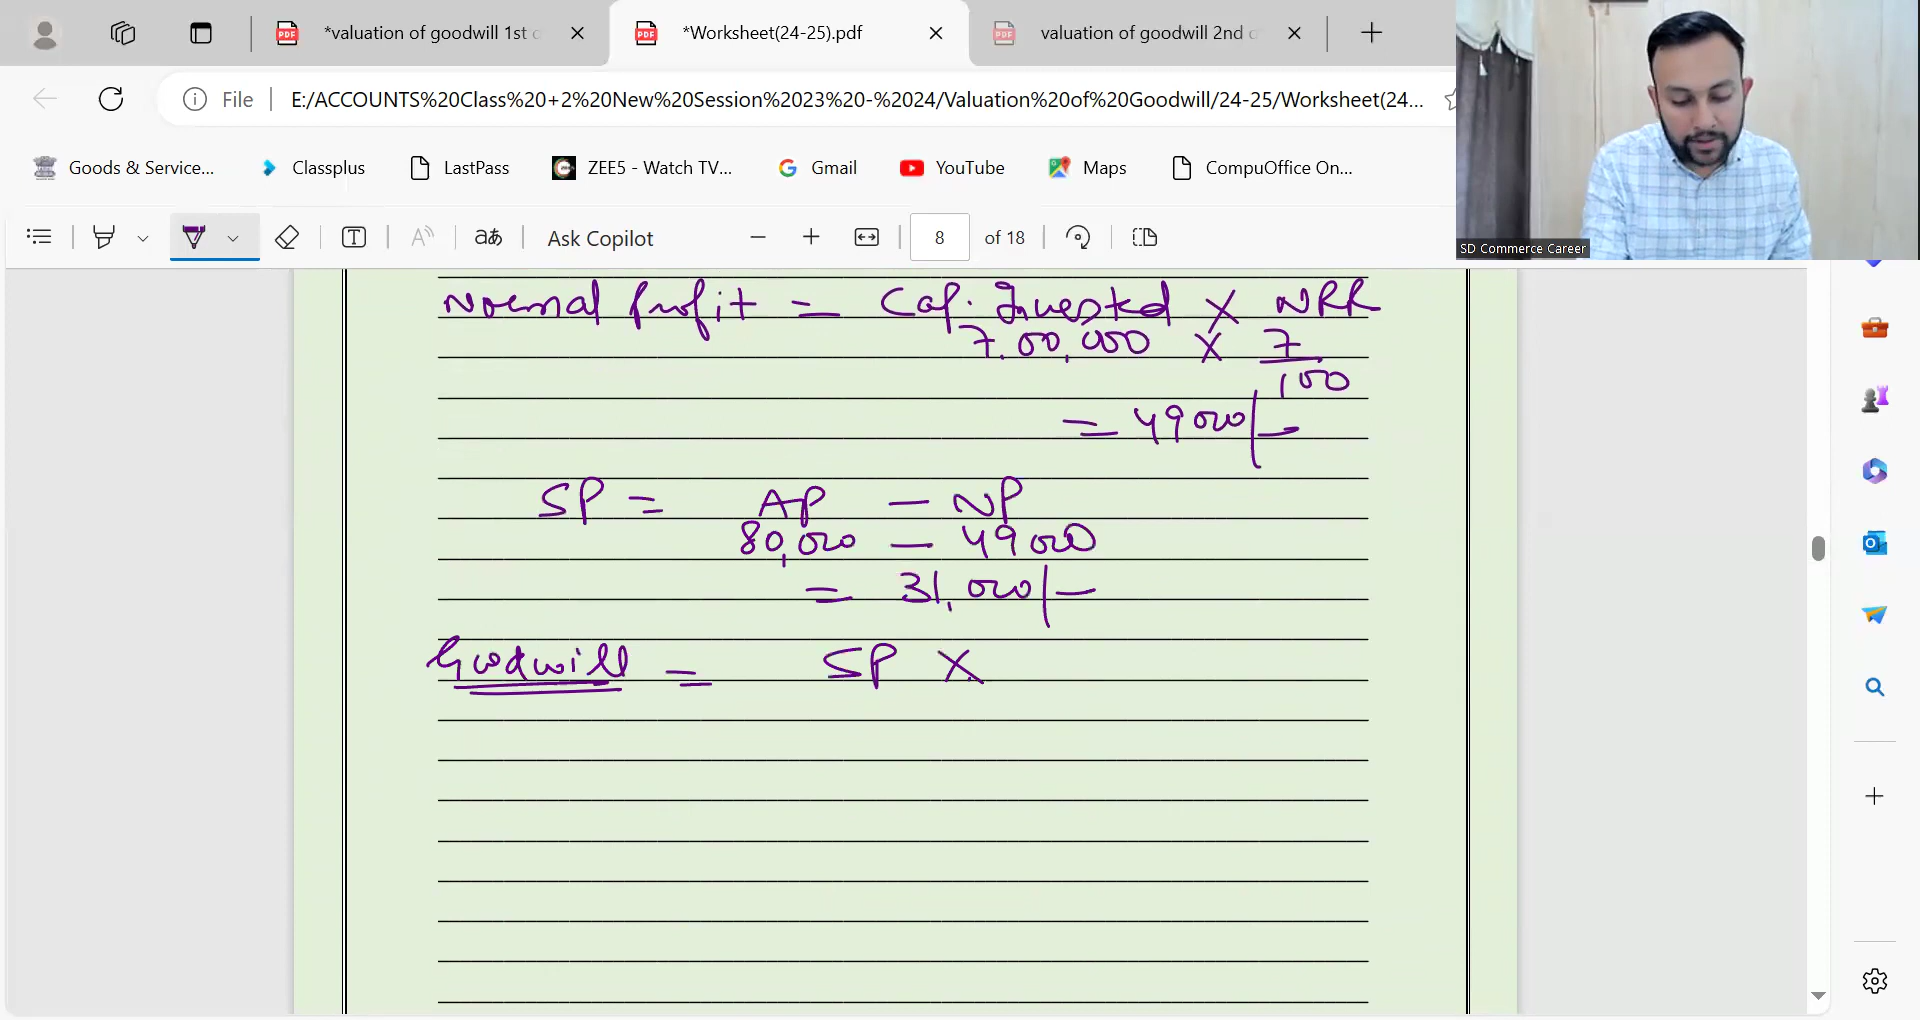 *valuation of goodwill 1st
*Worksheet(24-25).pdf
valuation of goodwill 2nd
File
E:/ACCOUNTS%20Class%20+2%20New%20Session%2023%20-%2024/Valuation%20of%20Goodwill/24-25/Worksheet(24...
Goods & Service...
Classplus
LastPass
ZEE5 - Watch TV...
Gmail
YouTube
Maps
CompuOffice On...
Ask Copilot
8 of 18
SD Commerce Career
Normal Profit = Cap. Invested X NRR
7,00,000 X 7
100
= 49000/-
SP = AP - NP
80,000 - 49000
= 31,000/-
Goodwill = SP X